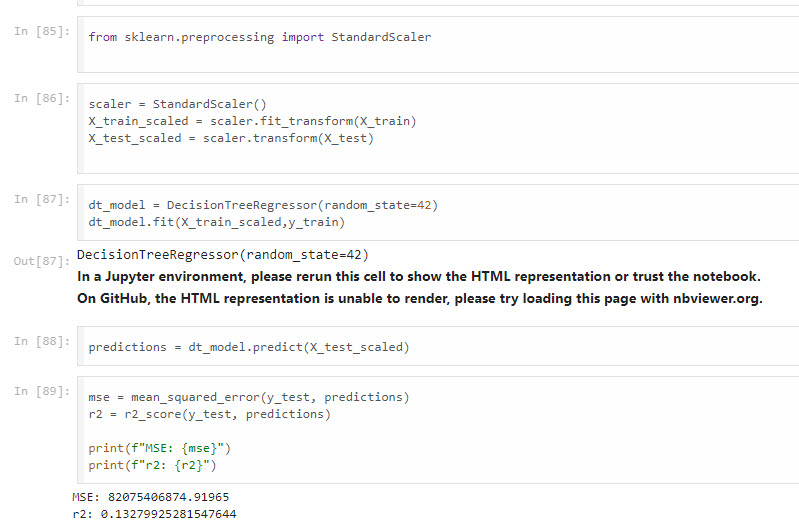 In [85]:
from sklearn.preprocessing import StandardScaler
In [86]:
scaler = StandardScaler()
X_train_scaled = scaler.fit_transform(X_train)
X_test_scaled = scaler.transform(X_test)
In [87]:
dt_model = DecisionTreeRegressor(random_state=42)
dt_model.fit(X_train_scaled,y_train)
Out[87]:
DecisionTreeRegressor(random_state=42)
In a Jupyter environment, please rerun this cell to show the HTML representation or trust the notebook.
On GitHub, the HTML representation is unable to render, please try loading this page with nbviewer.org.
In [88]:
predictions = dt_model.predict(X_test_scaled)
In [89]:
mse = mean_squared_error(y_test, predictions)
r2 = r2_score(y_test, predictions)
print(f"MSE: {mse}")
print(f"r2: {r2}")
MSE: 82075406874.91965
r2: 0.13279925281547644